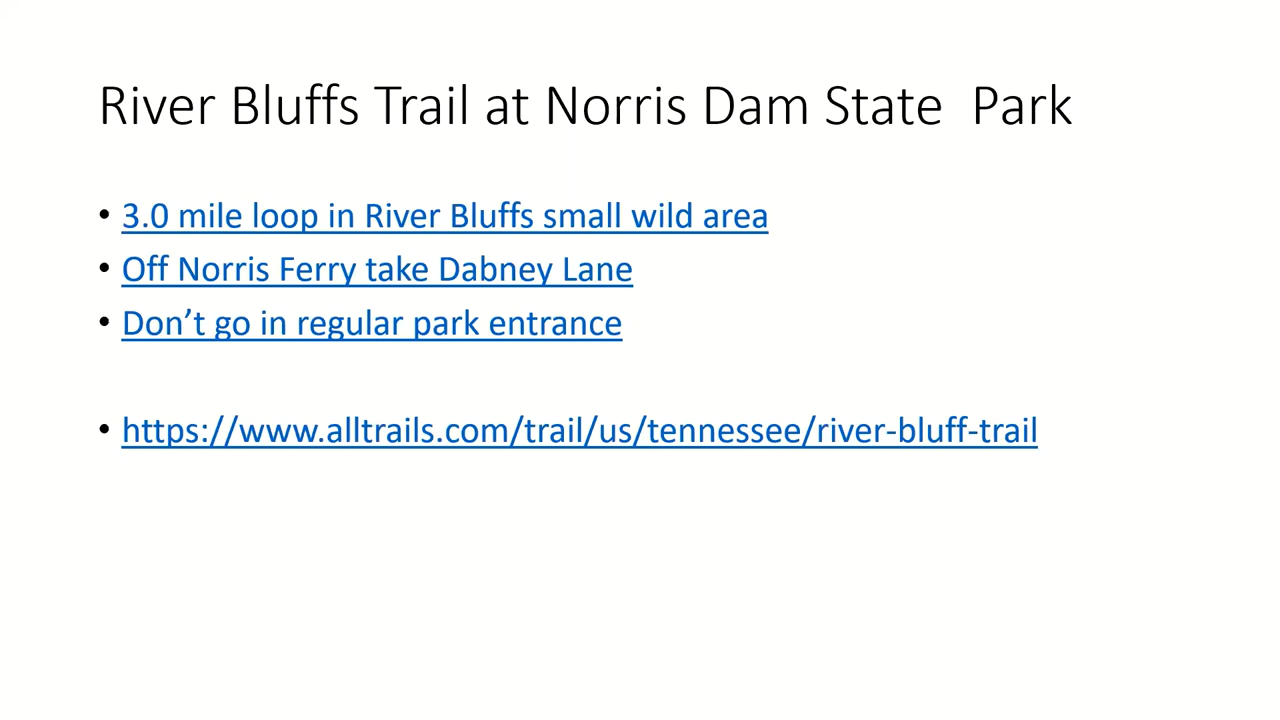 River Bluffs Trail at Norris Dam State  Park
• 3.0 mile loop in River Bluffs small wild area
• Off Norris Ferry take Dabney Lane
• Don’t go in regular park entrance
• https://www.alltrails.com/trail/us/tennessee/river-bluff-trail